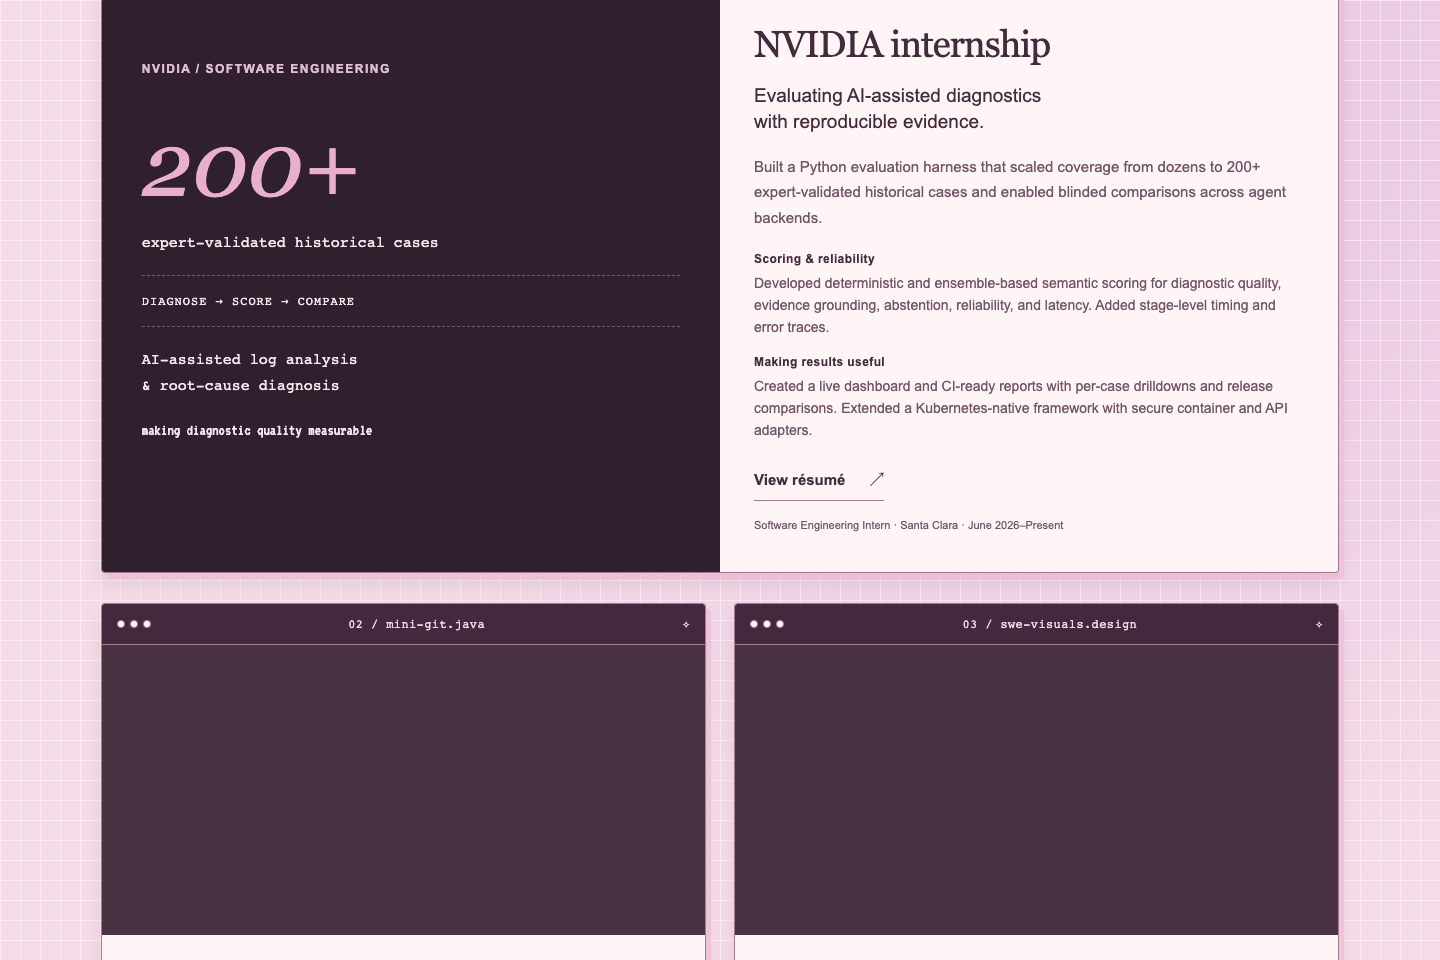 NVIDIA / SOFTWARE ENGINEERING
200+
expert-validated historical cases
DIAGNOSE → SCORE → COMPARE
AI-assisted log analysis
& root-cause diagnosis
making diagnostic quality measurable
NVIDIA internship
Evaluating AI-assisted diagnostics
with reproducible evidence.
Built a Python evaluation harness that scaled coverage from dozens to 200+
expert-validated historical cases and enabled blinded comparisons across agent
backends.
Scoring & reliability
Developed deterministic and ensemble-based semantic scoring for diagnostic quality,
evidence grounding, abstention, reliability, and latency. Added stage-level timing and
error traces.
Making results useful
Created a live dashboard and CI-ready reports with per-case drilldowns and release
comparisons. Extended a Kubernetes-native framework with secure container and API
adapters.
View résumé ↗
Software Engineering Intern · Santa Clara · June 2026–Present
02 / mini-git.java
03 / swe-visuals.design